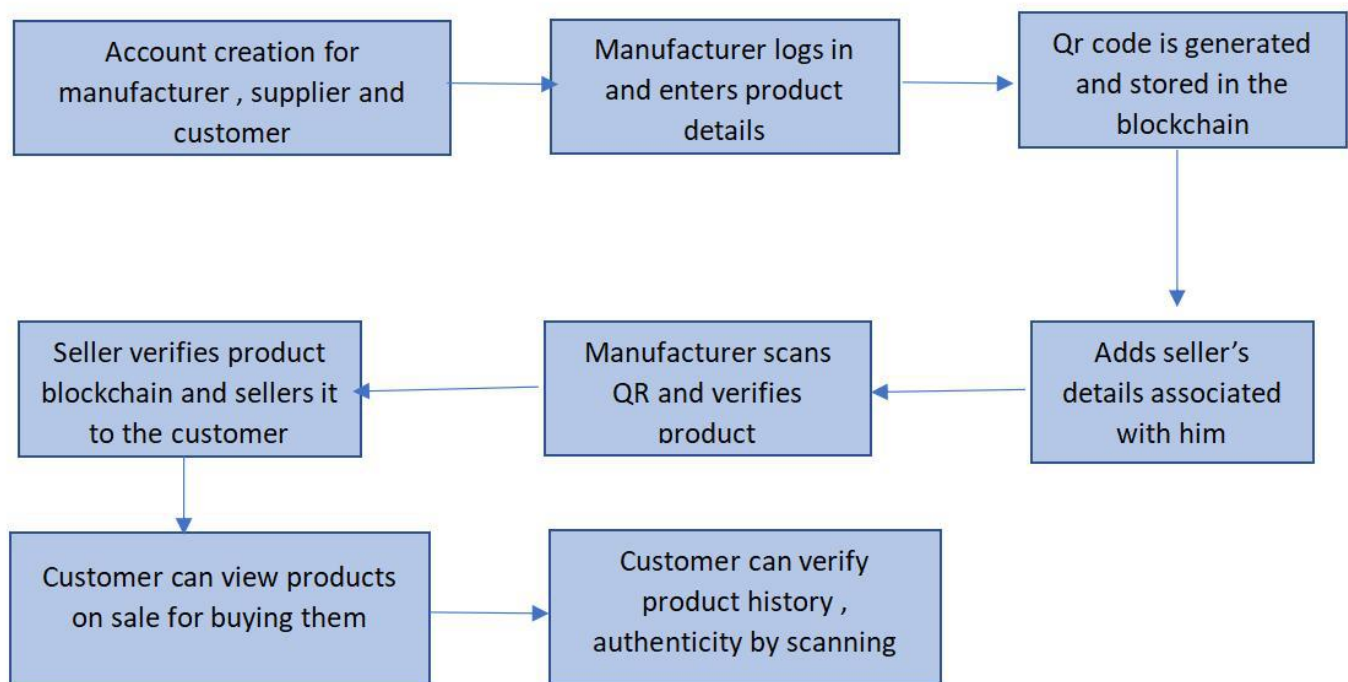 Account creation for
manufacturer , supplier and
customer
Manufacturer logs in
and enters product
details
Qr code is generated
and stored in the
blockchain
Adds seller’s
details associated
with him
Manufacturer scans
QR and verifies
product
Seller verifies product
blockchain and sellers it
to the customer
Customer can view products
on sale for buying them
Customer can verify
product history ,
authenticity by scanning